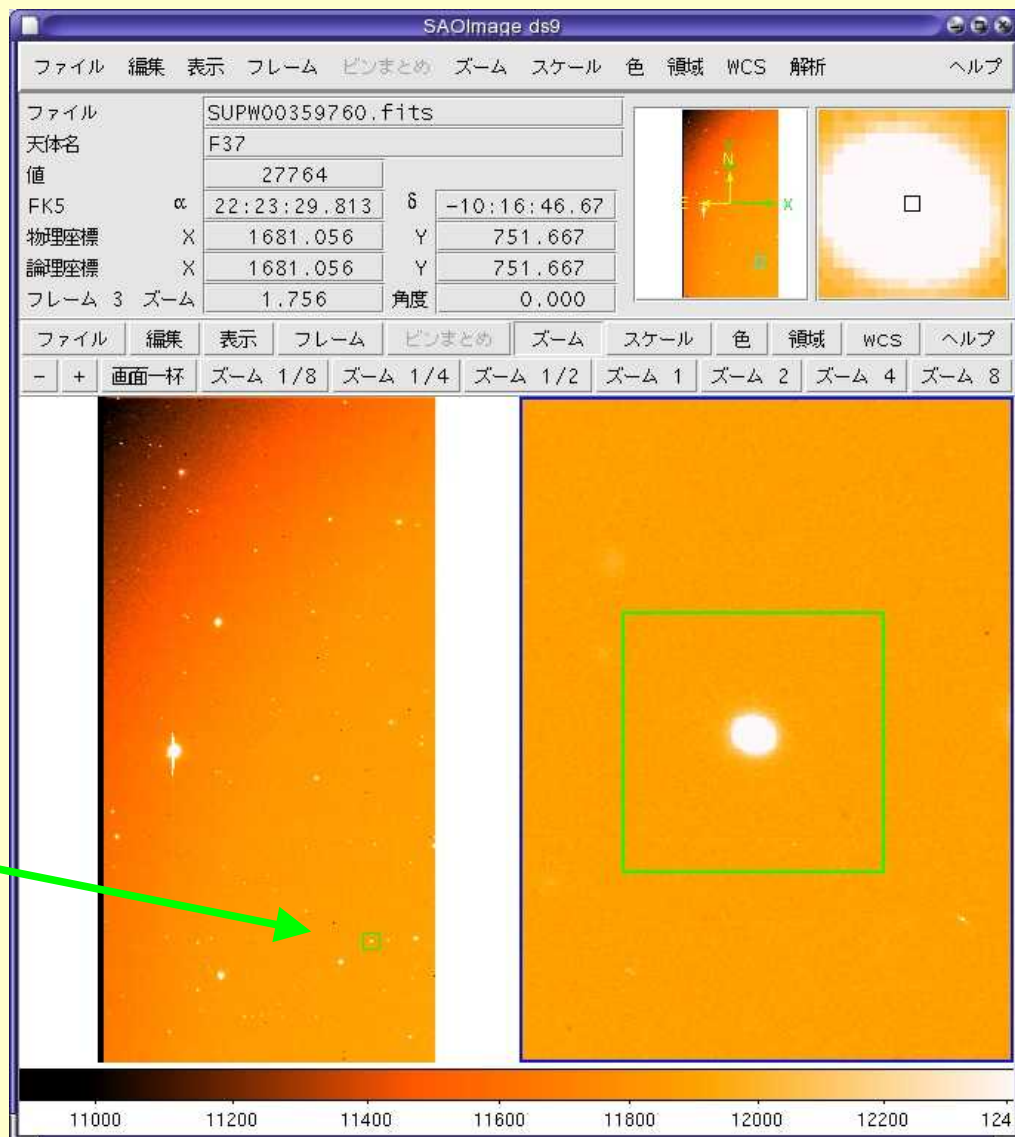 SAOImage ds9
ファイル 編集 表示 フレーム ビンまとめ ズーム スケール 色 領域 WCS 解析 ヘルプ
ファイル SUPW00359760.fits
天体名 F37
値 27764
FK5 α 22:23:29.813 δ -10:16:46.67
物理座標 X 1681.056 Y 751.667
論理座標 X 1681.056 Y 751.667
フレーム 3 ズーム 1.756 角度 0.000
N
E X
ファイル 編集 表示 フレーム ビンまとめ ズーム スケール 色 領域 WCS ヘルプ
- + 画面一杯 ズーム 1/8 ズーム 1/4 ズーム 1/2 ズーム 1 ズーム 2 ズーム 4 ズーム 8
11000 11200 11400 11600 11800 12000 12200 124